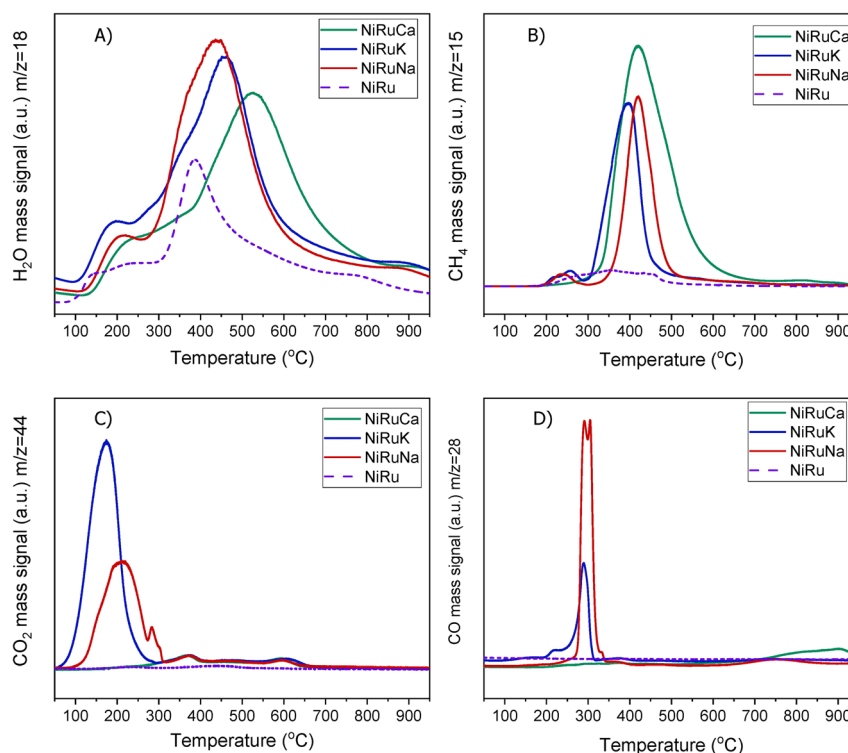 A)
NiRuCa
NiRuK
NiRuNa
NiRu
H₂O mass signal (a.u.) m/z=18
100 200 300 400 500 600 700 800 900
Temperature (°C)
B)
NiRuCa
NiRuK
NiRuNa
NiRu
CH₄ mass signal (a.u.) m/z=15
100 200 300 400 500 600 700 800 900
Temperature (°C)
C)
NiRuCa
NiRuK
NiRuNa
NiRu
CO₂ mass signal (a.u.) m/z=44
100 200 300 400 500 600 700 800 900
Temperature (°C)
D)
NiRuCa
NiRuK
NiRuNa
NiRu
CO mass signal (a.u.) m/z=28
100 200 300 400 500 600 700 800 900
Temperature (°C)